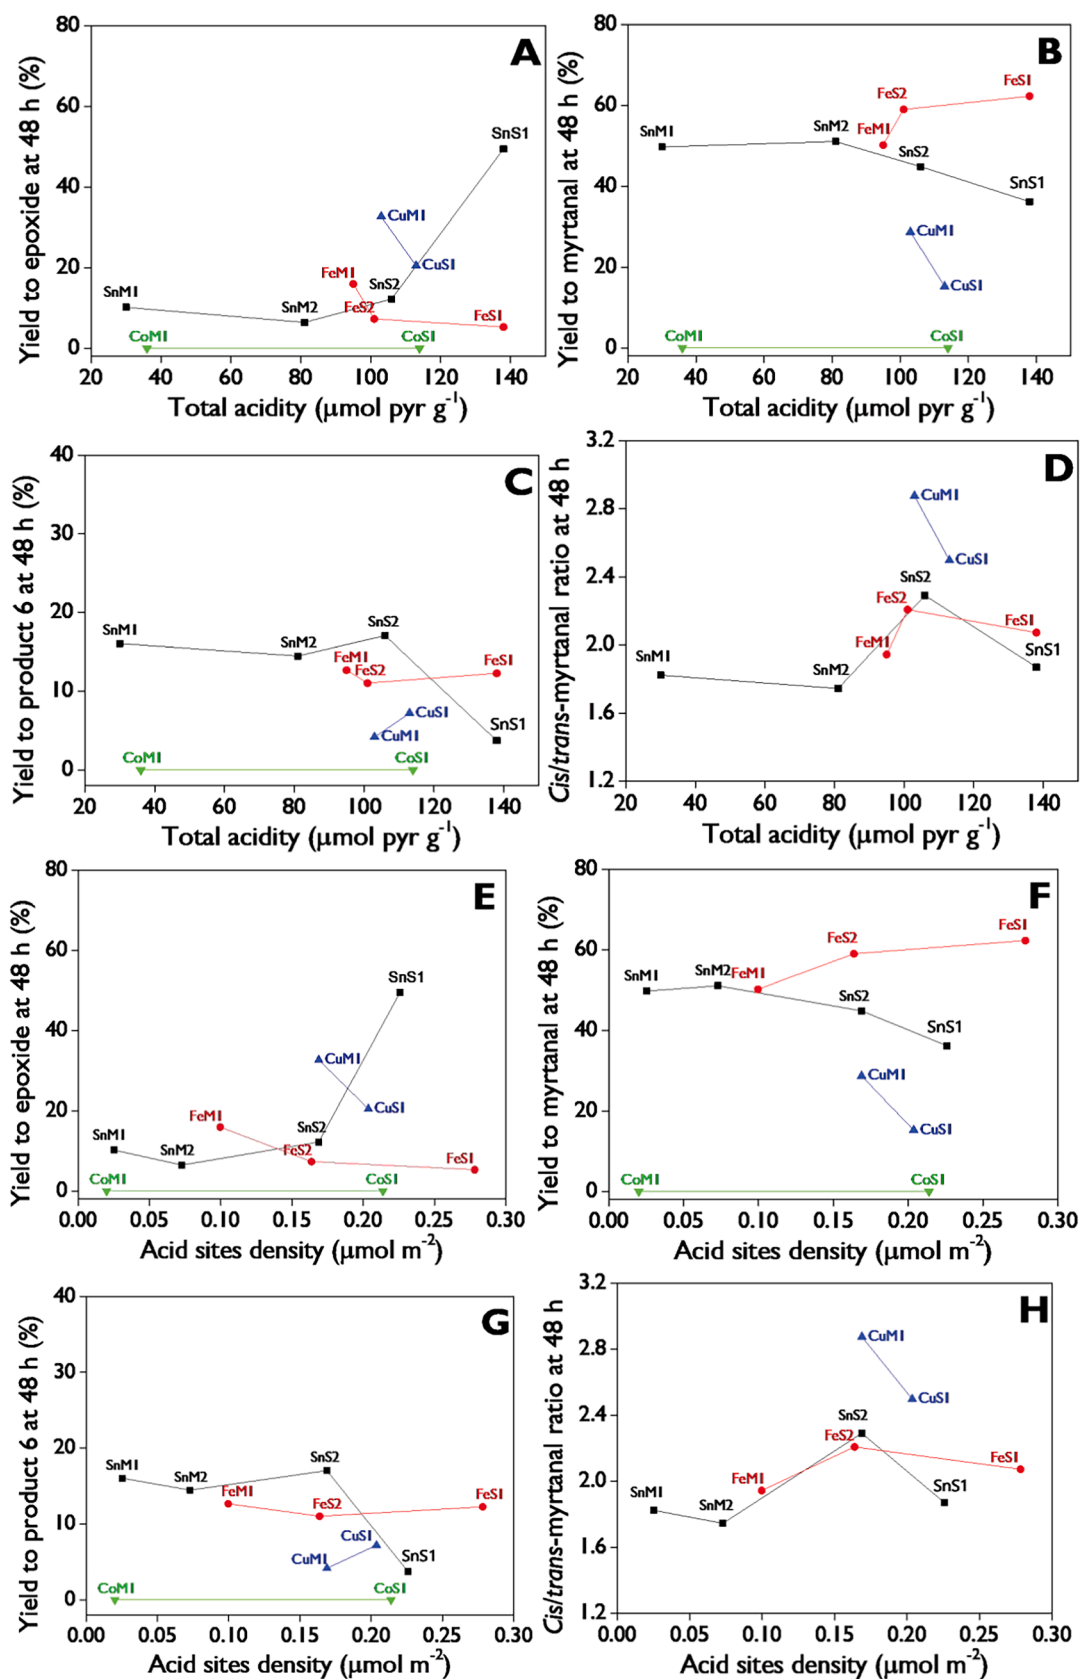 A
Yield to epoxide at 48 h (%)
80
60
40
20
0
SnM1
SnM2
SnS2
SnS1
FeM1
FeS2
FeS1
CuM1
CuS1
CoM1
CoS1
20 40 60 80 100 120 140
Total acidity (μmol pyr g⁻¹)
B
Yield to myrtanal at 48 h (%)
80
60
40
20
0
SnM1
SnM2
SnS2
SnS1
FeM1
FeS2
FeS1
CuM1
CuS1
CoM1
CoS1
20 40 60 80 100 120 140
Total acidity (μmol pyr g⁻¹)
C
Yield to product 6 at 48 h (%)
40
30
20
10
0
SnM1
SnM2
SnS2
SnS1
FeM1
FeS2
FeS1
CuS1
CuM1
CoM1
CoS1
20 40 60 80 100 120 140
Total acidity (μmol pyr g⁻¹)
D
Cis/trans-myrtanal ratio at 48 h
3.2
2.8
2.4
2.0
1.6
1.2
CuM1
CuS1
SnS2
FeS2
FeS1
FeM1
SnS1
SnM1
SnM2
20 40 60 80 100 120 140
Total acidity (μmol pyr g⁻¹)
E
Yield to epoxide at 48 h (%)
80
60
40
20
0
SnS1
CuM1
CuS1
FeM1
SnS2
SnM1
SnM2
FeS2
FeS1
CoM1
CoS1
0.00 0.05 0.10 0.15 0.20 0.25 0.30
Acid sites density (μmol m⁻²)
F
Yield to myrtanal at 48 h (%)
80
60
40
20
0
FeS1
FeS2
SnM1
SnM2
FeM1
SnS2
SnS1
CuM1
CuS1
CoM1
CoS1
0.00 0.05 0.10 0.15 0.20 0.25 0.30
Acid sites density (μmol m⁻²)
G
Yield to product 6 at 48 h (%)
40
30
20
10
0
SnM1
SnM2
SnS2
FeM1
FeS2
FeS1
CuS1
CuM1
SnS1
CoM1
CoS1
0.00 0.05 0.10 0.15 0.20 0.25 0.30
Acid sites density (μmol m⁻²)
H
Cis/trans-myrtanal ratio at 48 h
3.2
2.8
2.4
2.0
1.6
1.2
CuM1
CuS1
SnS2
FeS2
FeS1
FeM1
SnS1
SnM1
SnM2
0.00 0.05 0.10 0.15 0.20 0.25 0.30
Acid sites density (μmol m⁻²)